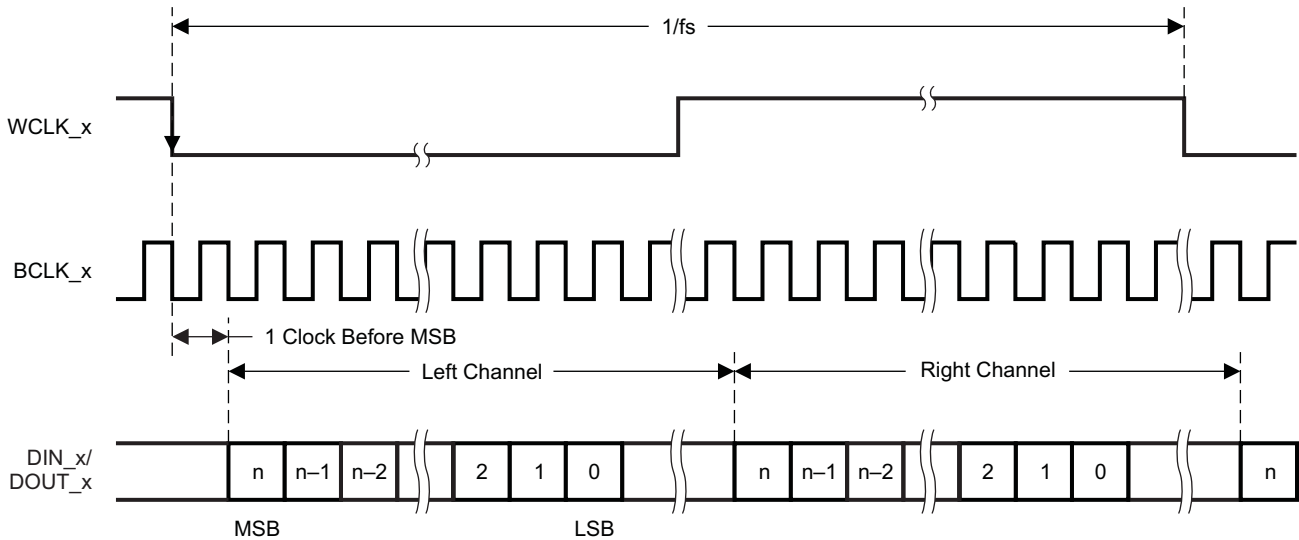 1/fs
WCLK_x
BCLK_x
1 Clock Before MSB
Left Channel
Right Channel
DIN_x/
DOUT_x
n n–1 n–2 2 1 0 n n–1 n–2 2 1 0 n
MSB LSB